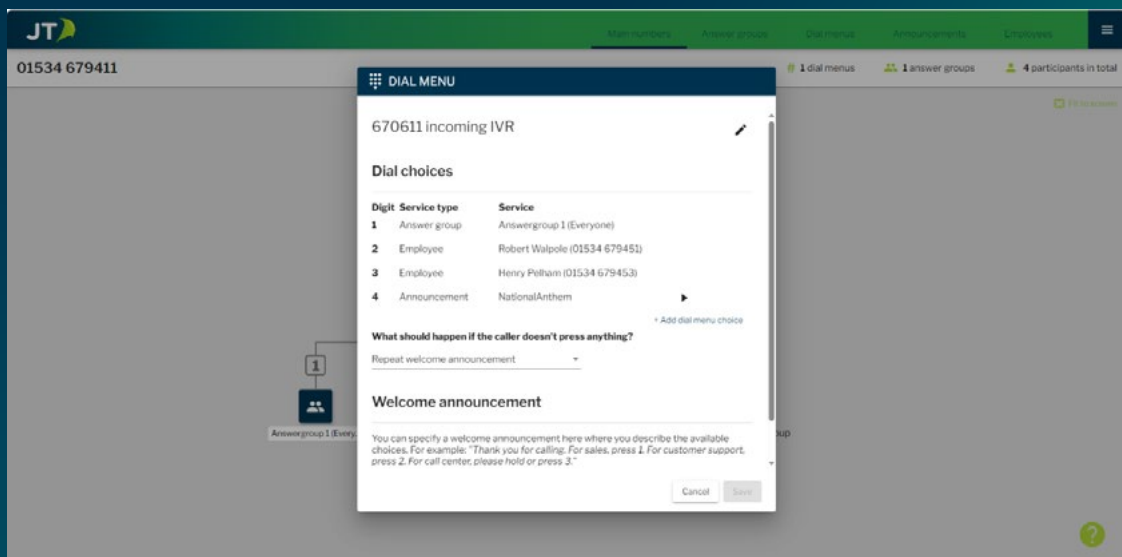 JT
Main numbers Answer groups Dial menus Announcements Employees
01534 679411
# 1 dial menus 1 answer groups 4 participants in total
Fit to screen
DIAL MENU
670611 incoming IVR
Dial choices
Digit Service type Service
1 Answer group Answergroup 1 (Everyone)
2 Employee Robert Walpole (01534 679451)
3 Employee Henry Pelham (01534 679453)
4 Announcement NationalAnthem
+ Add dial menu choice
What should happen if the caller doesn't press anything?
Repeat welcome announcement
1
Answergroup 1 (Every
Welcome announcement
You can specify a welcome announcement here where you describe the available
choices. For example: "Thank you for calling. For sales, press 1. For customer support,
press 2. For call center, please hold or press 3."
oup
Cancel Save
?